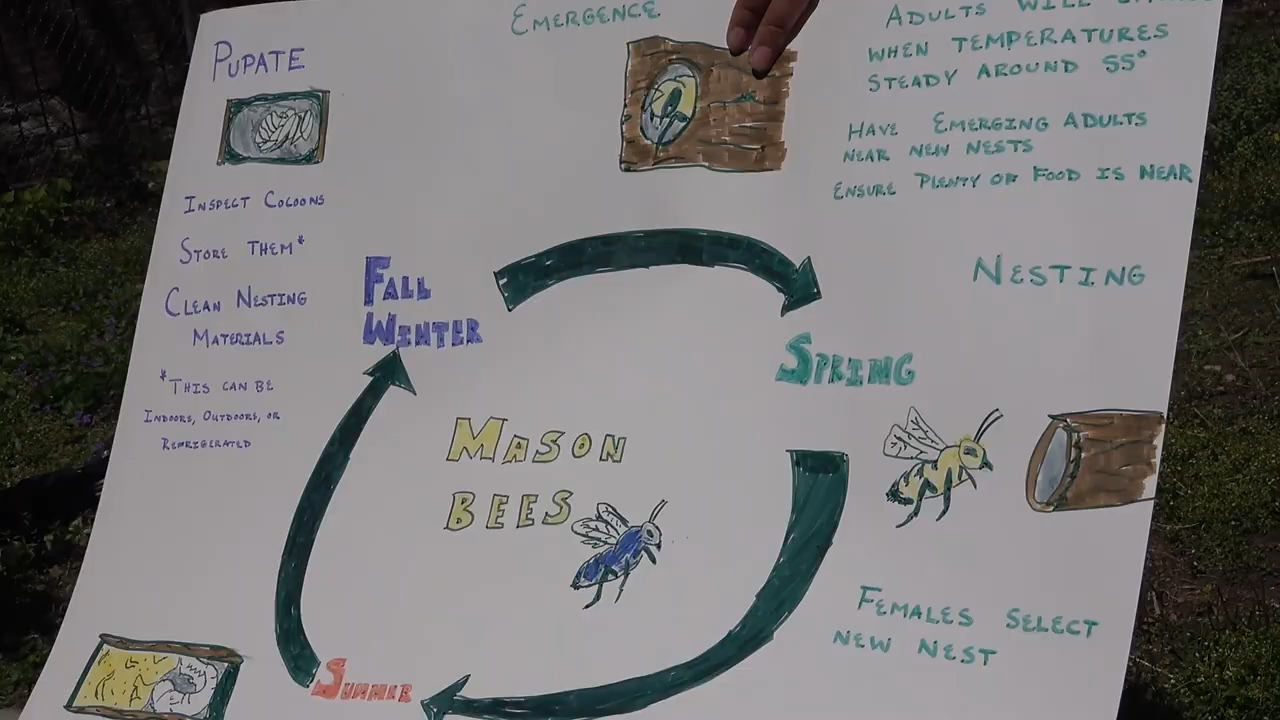 PUPATE
INSPECT COCOONS
STORE THEM*
CLEAN NESTING
MATERIALS
*THIS CAN BE
INDOORS, OUTDOORS, OR
REFRIGERATED
EMERGENCE
ADULTS WILL
WHEN TEMPERATURES
STEADY AROUND 55°
HAVE EMERGING ADULTS
NEAR NEW NESTS
ENSURE PLENTY OF FOOD IS NEAR
FALL
WINTER
NESTING
SPRING
MASON
BEES
FEMALES SELECT
NEW NEST
SUMMER